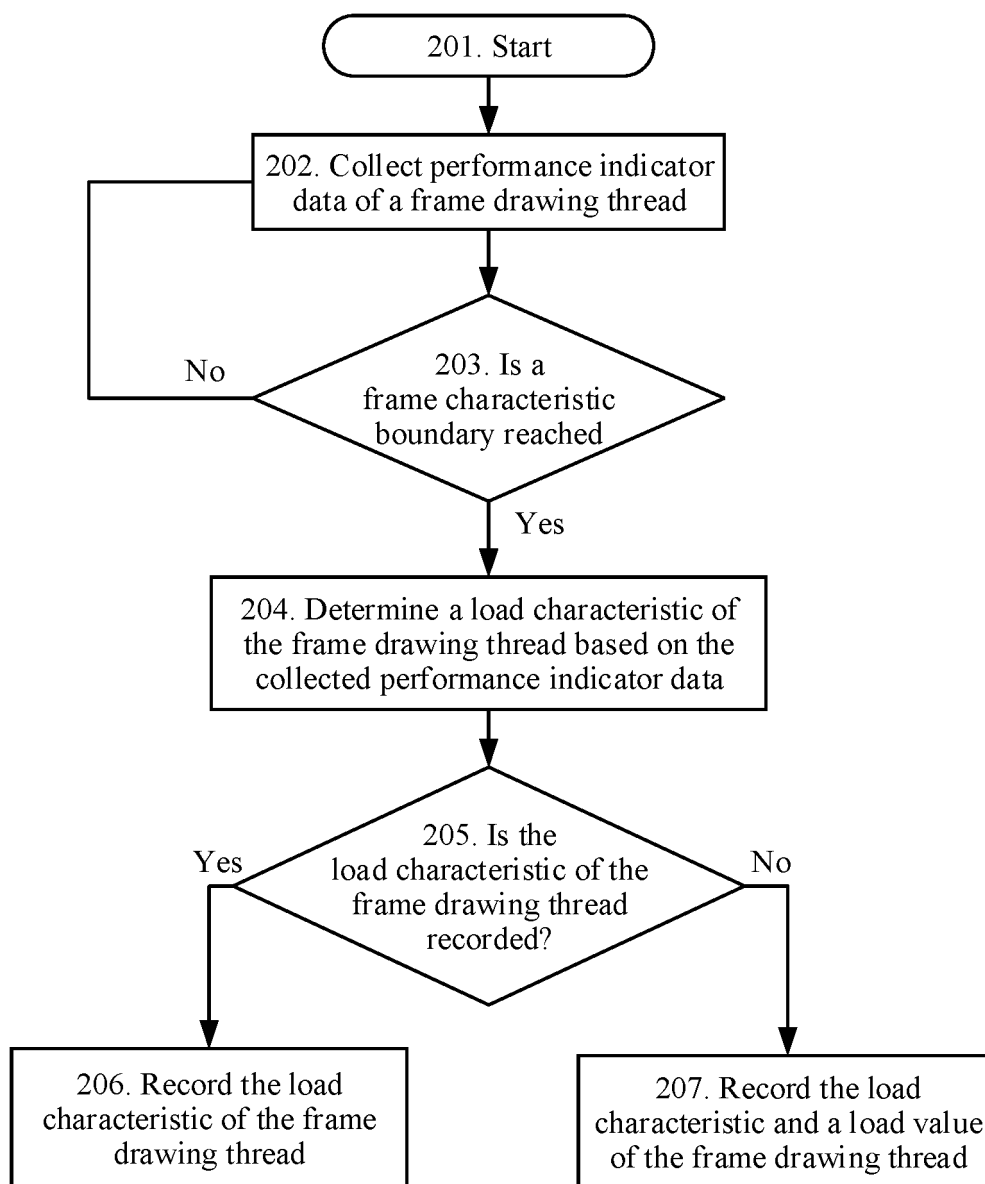 201. Start
202. Collect performance indicator
data of a frame drawing thread
No
203. Is a
frame characteristic
boundary reached
Yes
204. Determine a load characteristic of
the frame drawing thread based on the
collected performance indicator data
Yes
205. Is the
load characteristic of the
frame drawing thread
recorded?
No
206. Record the load
characteristic of the frame
drawing thread
207. Record the load
characteristic and a load value
of the frame drawing thread